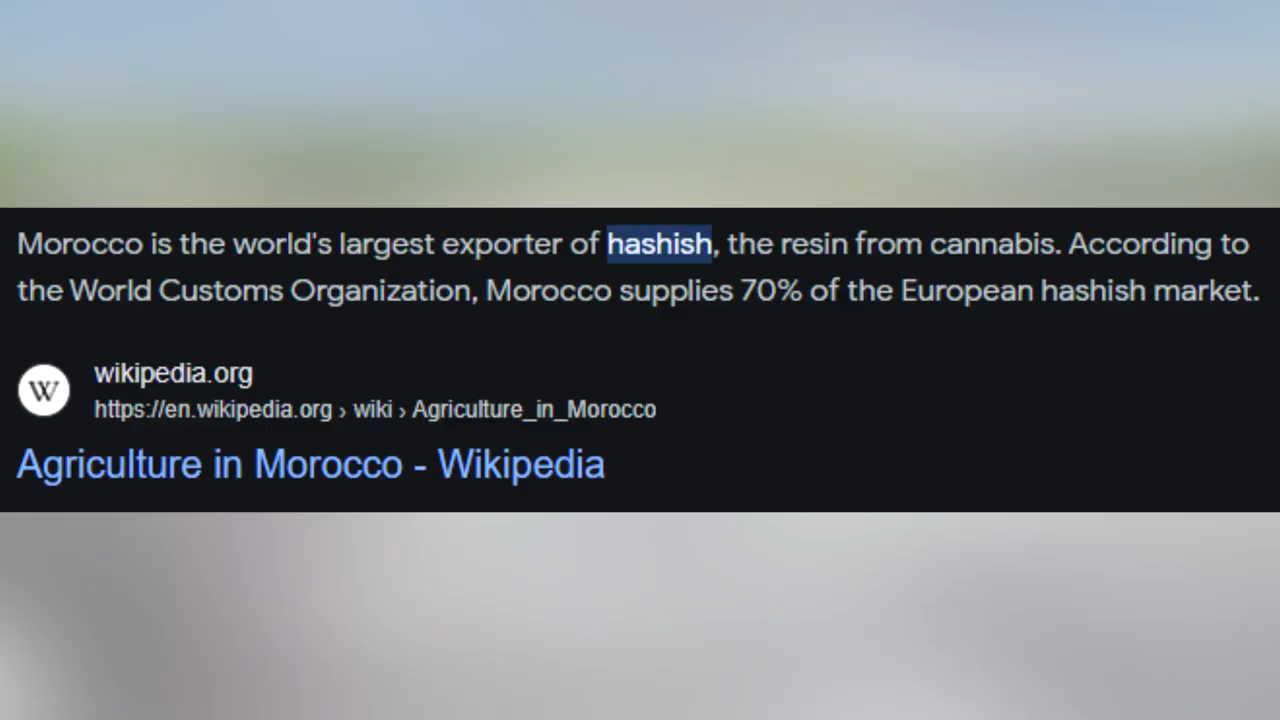 Morocco is the world's largest exporter of hashish, the resin from cannabis. According to
the World Customs Organization, Morocco supplies 70% of the European hashish market.
W
wikipedia.org
https://en.wikipedia.org › wiki › Agriculture_in_Morocco
Agriculture in Morocco - Wikipedia